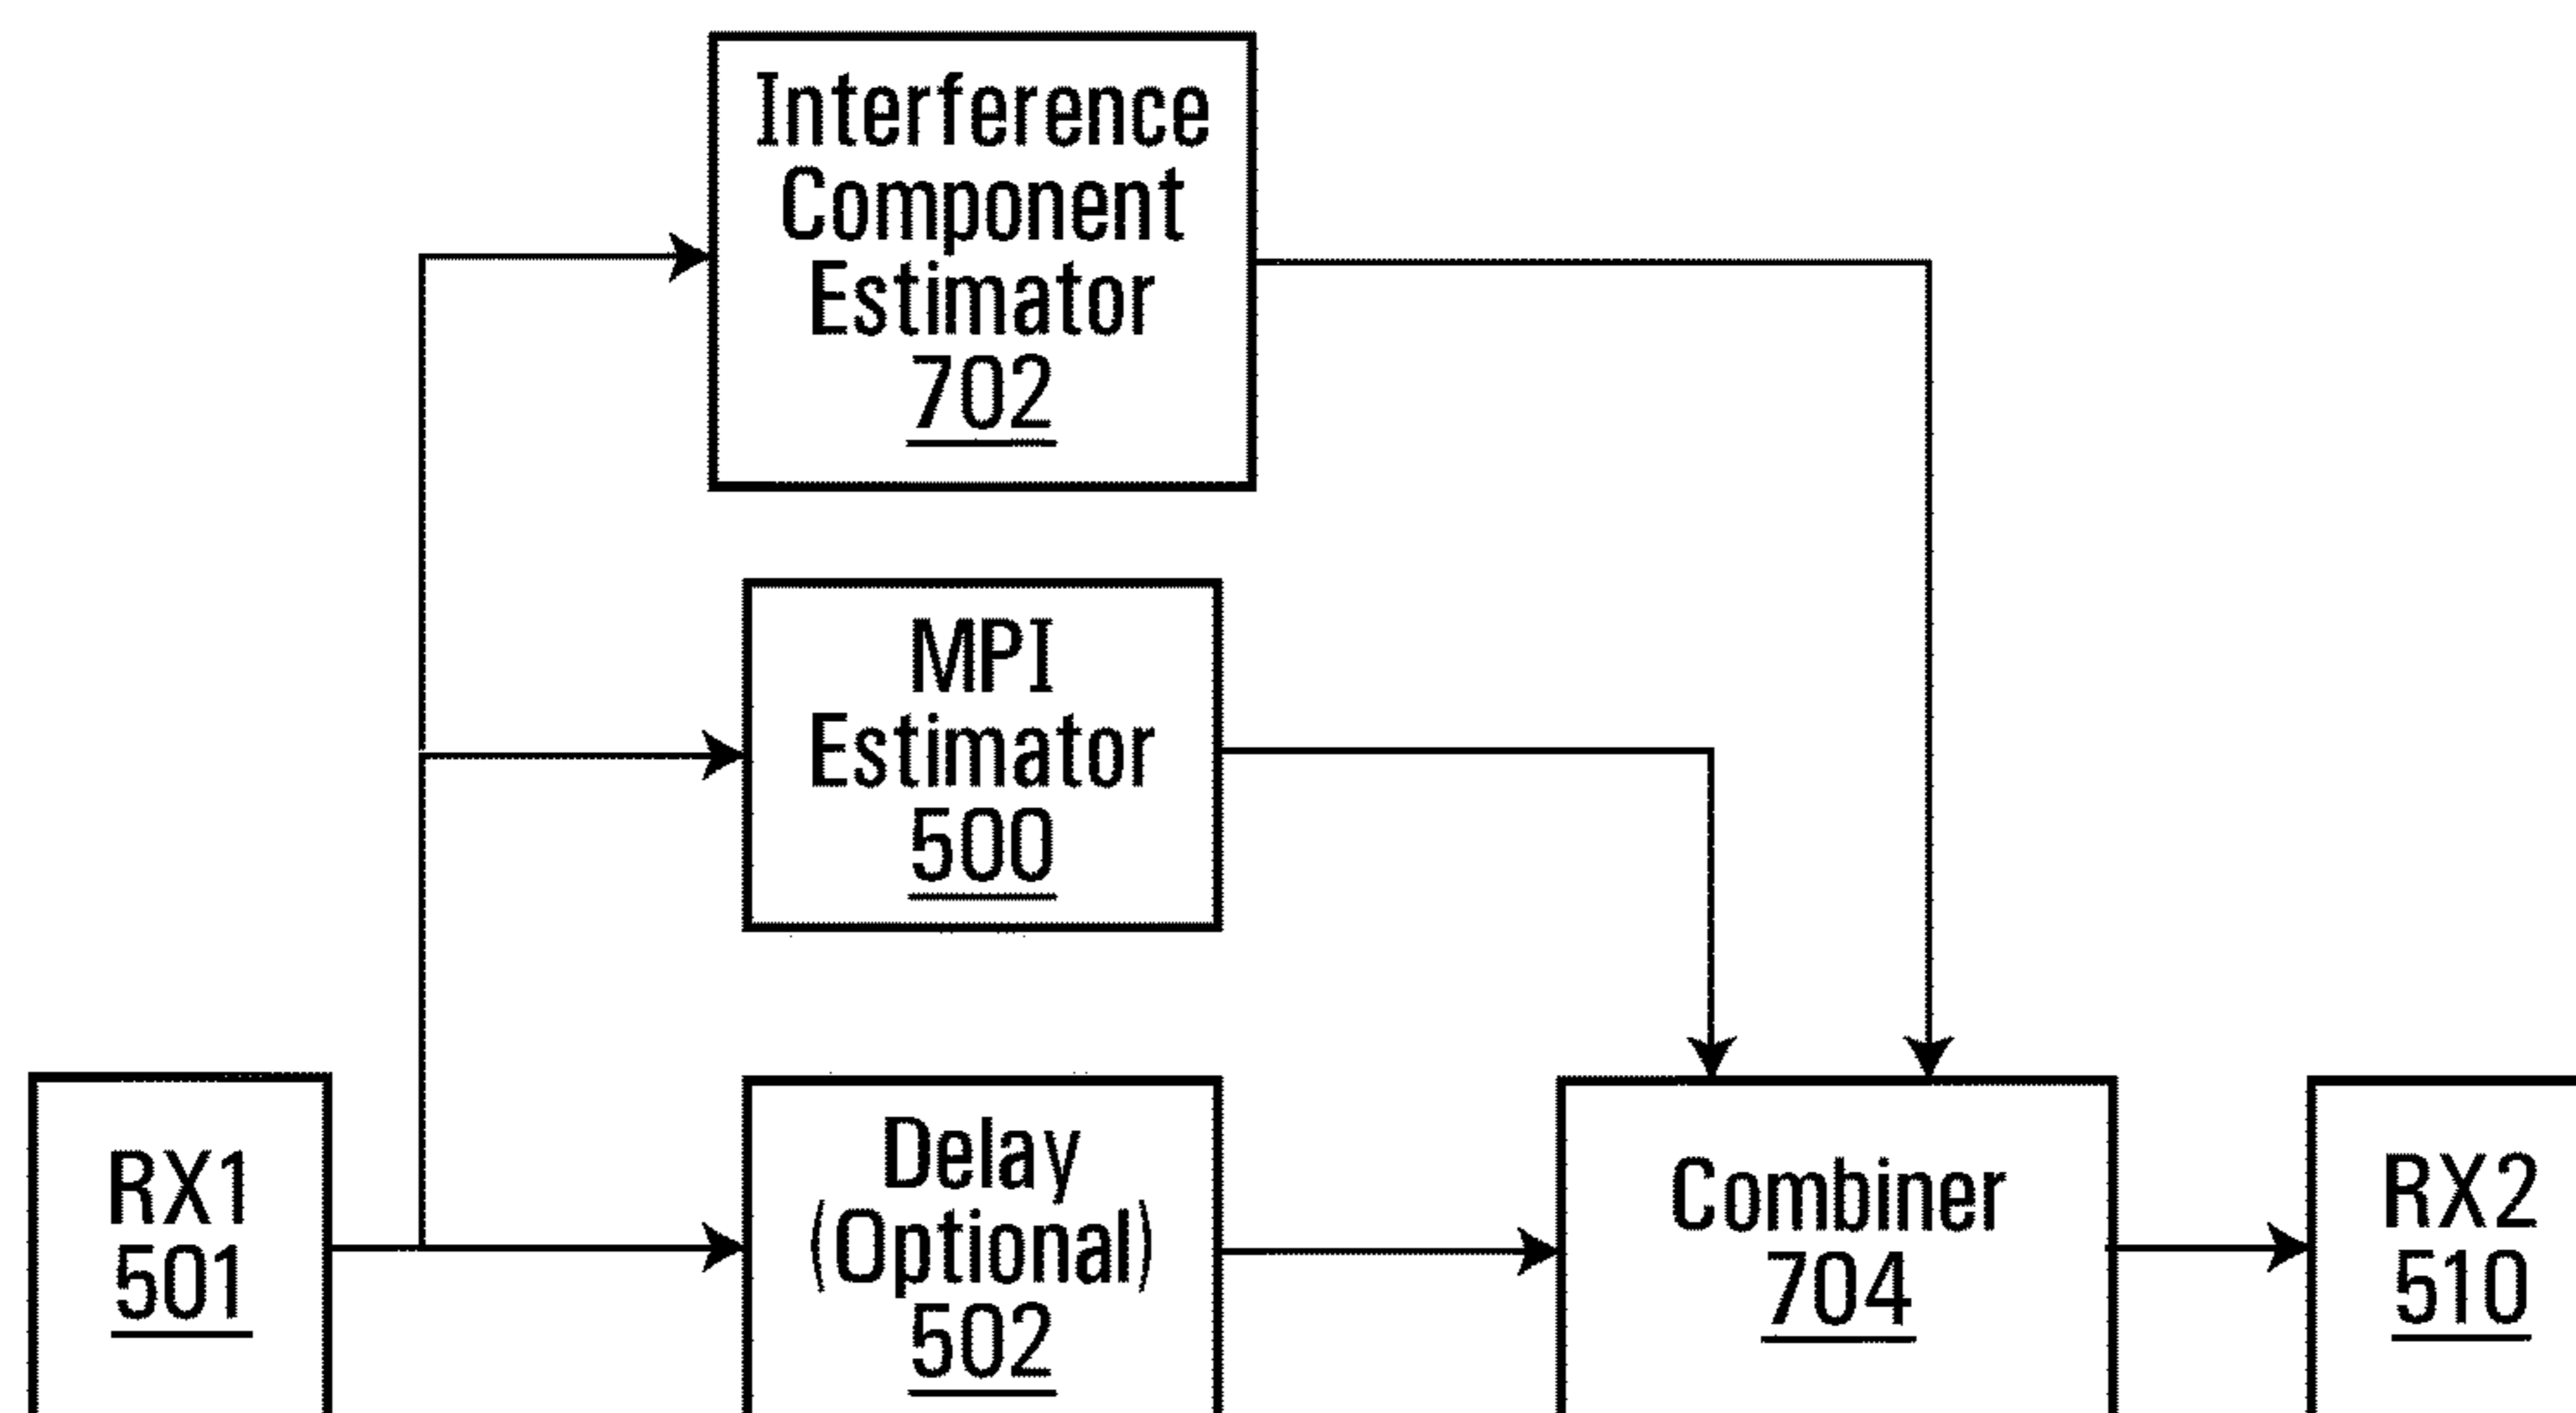 Interference
Component
Estimator
702
MPI
Estimator
500
RX1
501
Delay
(Optional)
502
Combiner
704
RX2
510